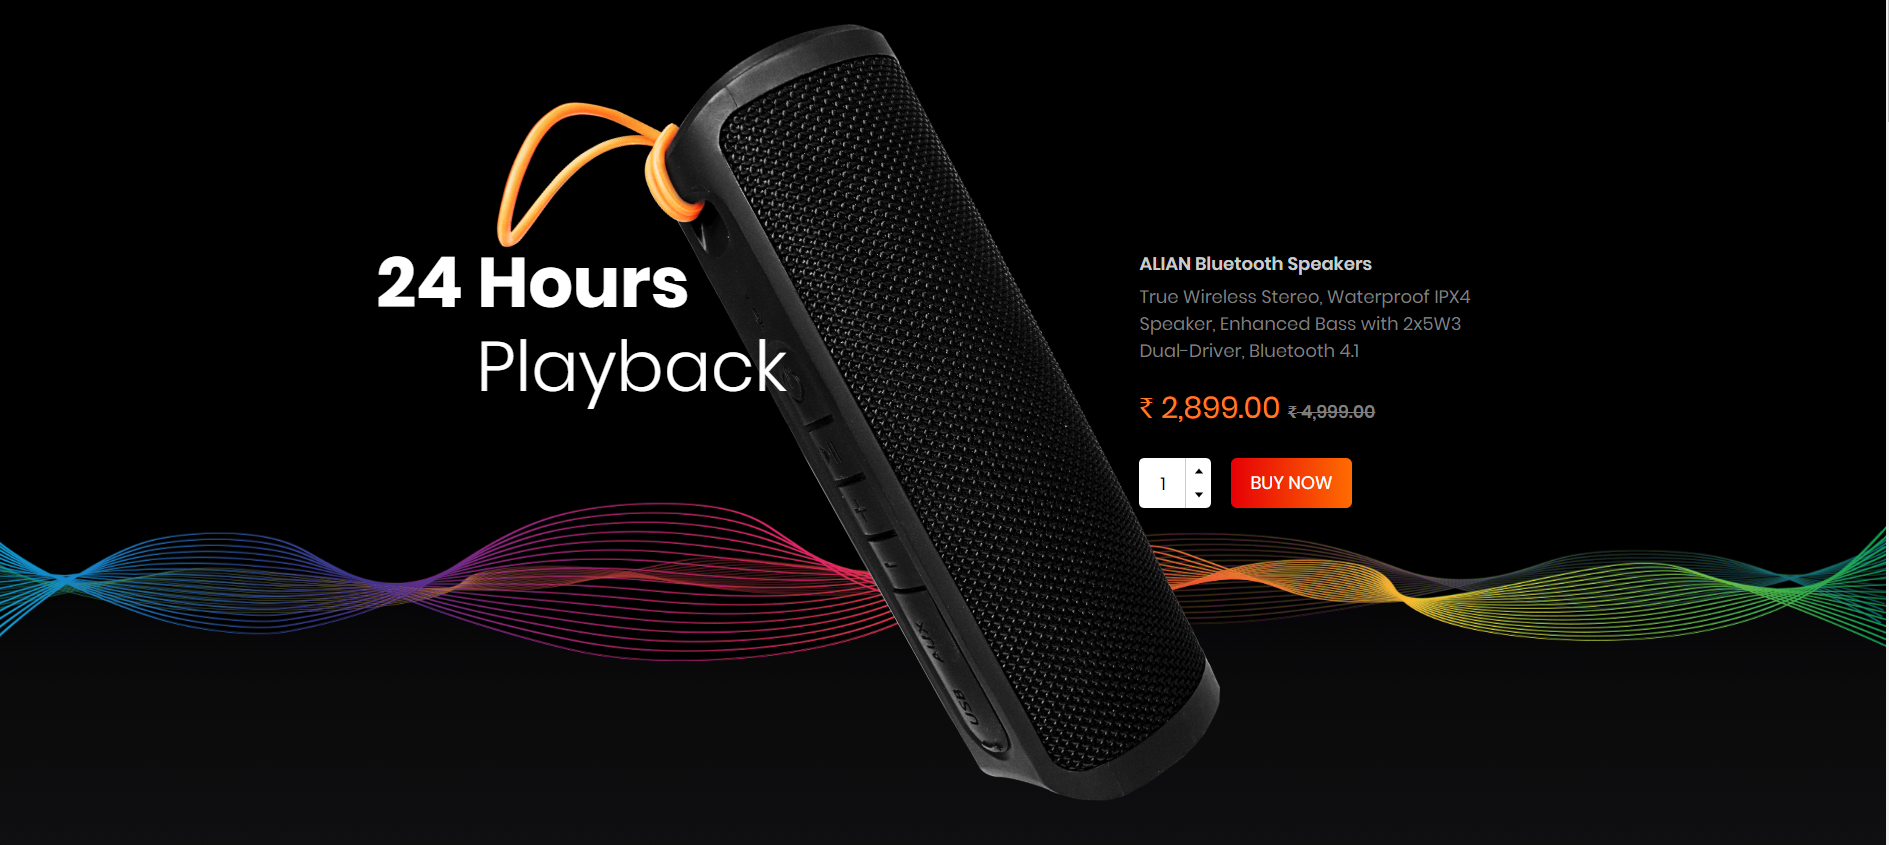 24 Hours
Playback
ALIAN Bluetooth Speakers
True Wireless Stereo, Waterproof IPX4
Speaker, Enhanced Bass with 2x5W3
Dual-Driver, Bluetooth 4.1
₹ 2,899.00 ₹ 4,999.00
1
BUY NOW
AUX
USB